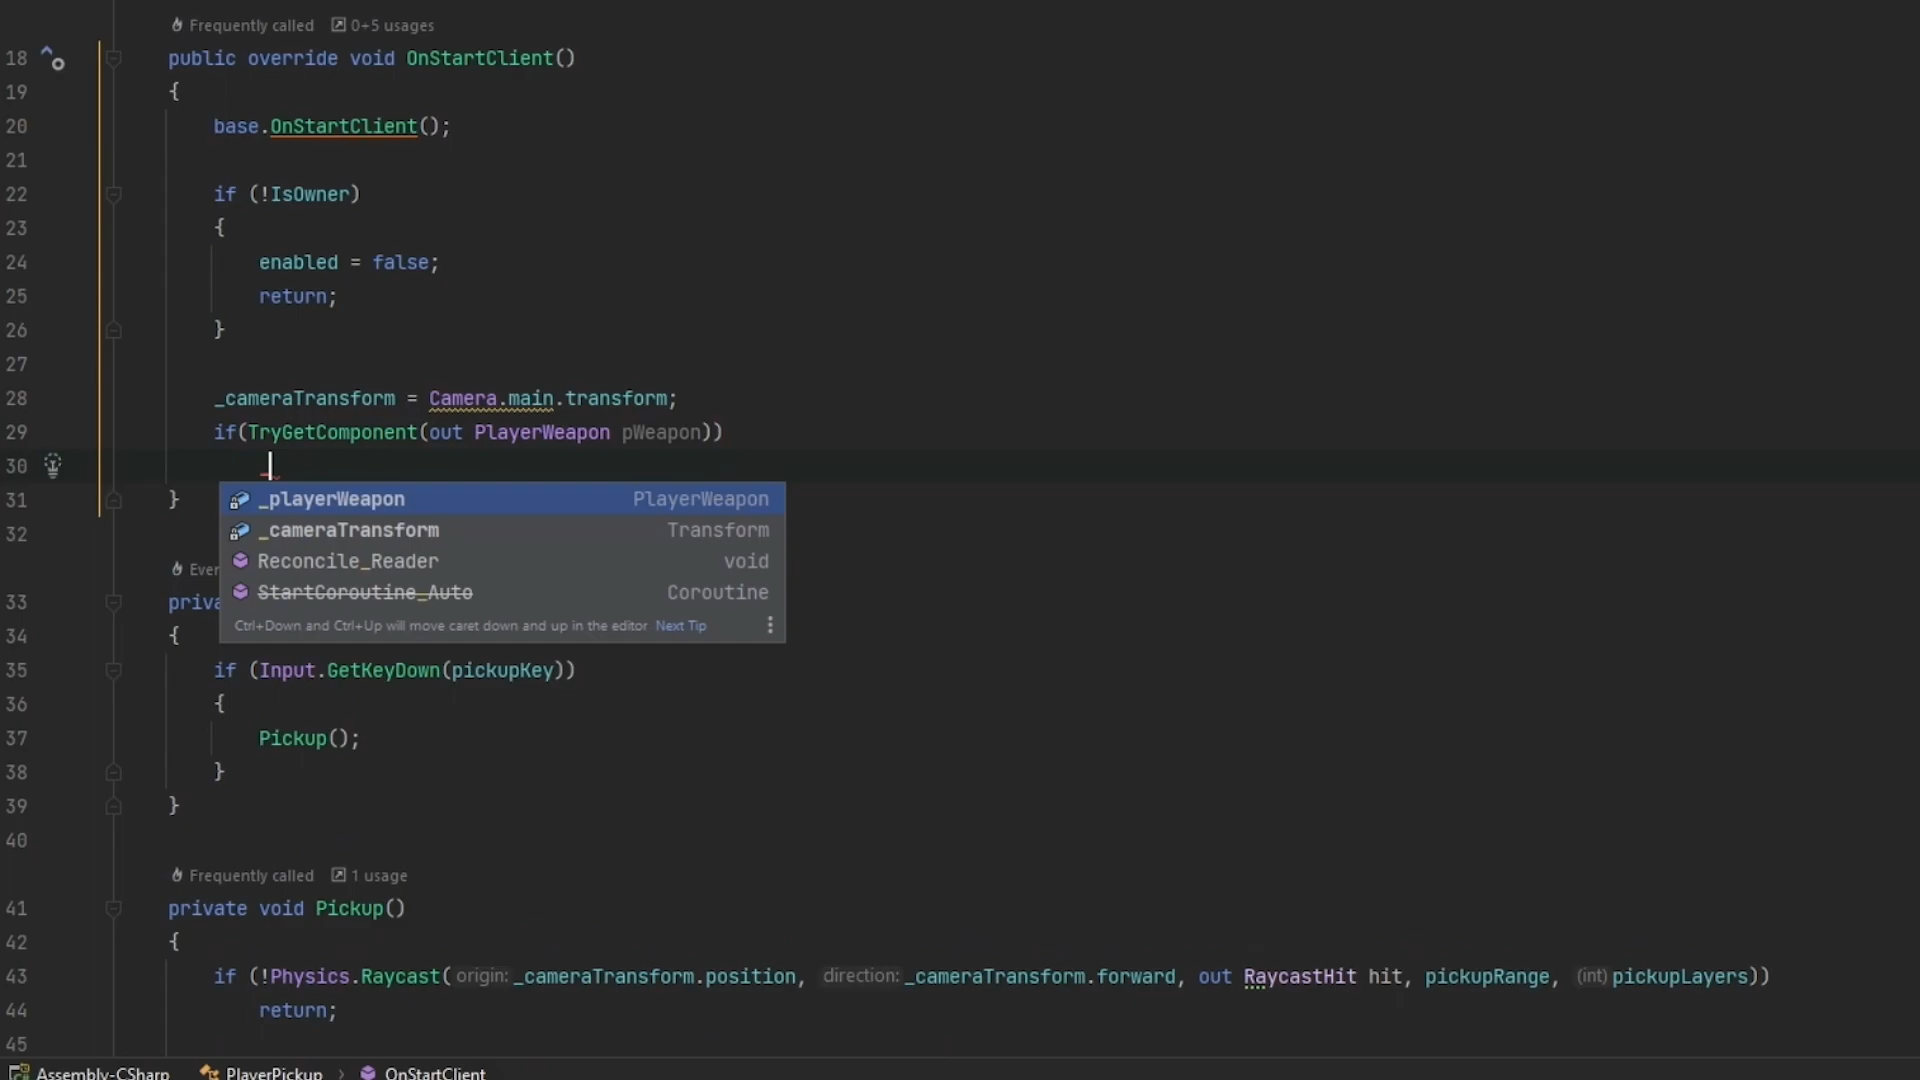 Frequently called 0+5 usages
18 public override void OnStartClient()
19 {
20 base.OnStartClient();
21
22 if (!IsOwner)
23 {
24 enabled = false;
25 return;
26 }
27
28 _cameraTransform = Camera.main.transform;
29 if(TryGetComponent(out PlayerWeapon pWeapon))
30 _
31 }
_playerWeapon PlayerWeapon
_cameraTransform Transform
32
Reconcile_Reader void
Even
StartCoroutine_Auto Coroutine
33 priva
Ctrl+Down and Ctrl+Up will move caret down and up in the editor Next Tip
34 {
35 if (Input.GetKeyDown(pickupKey))
36 {
37 Pickup();
38 }
39 }
40
Frequently called 1 usage
41 private void Pickup()
42 {
43 if (!Physics.Raycast( origin: _cameraTransform.position, direction: _cameraTransform.forward, out RaycastHit hit, pickupRange, (int) pickupLayers))
44 return;
45
Assembly-CSharp PlayerPickup › OnStartClient